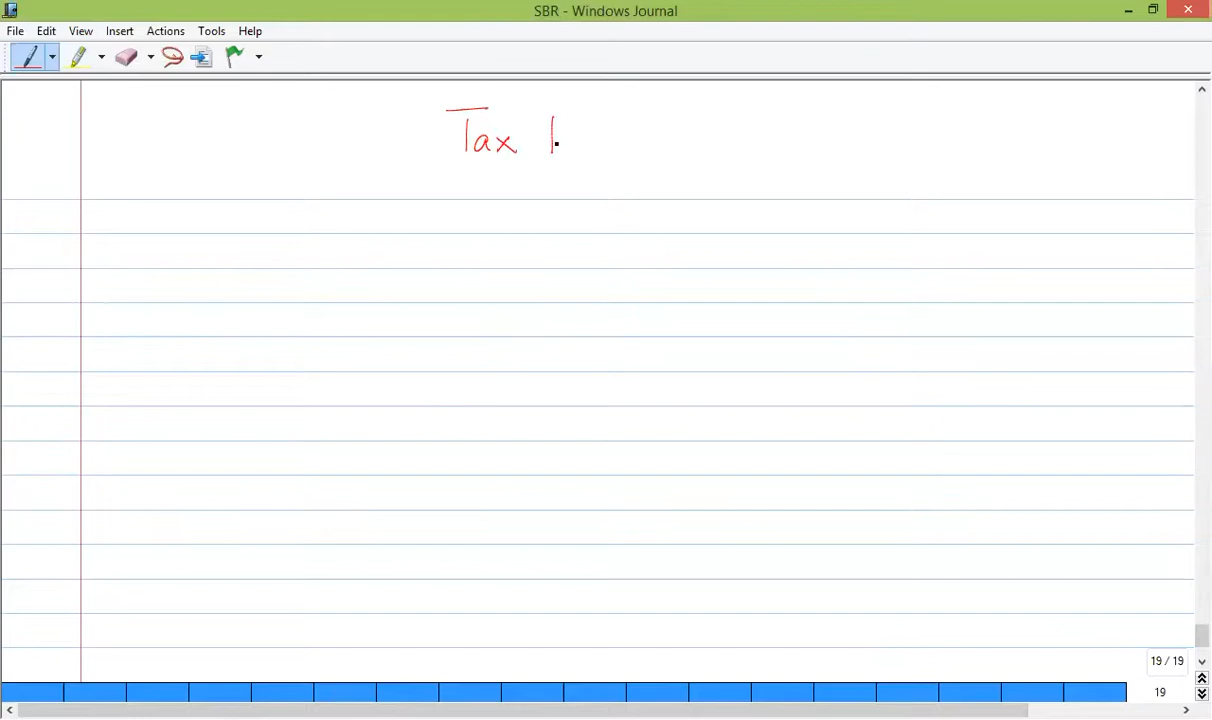 SBR - Windows Journal
File Edit View Insert Actions Tools Help
Tax
19 / 19
19